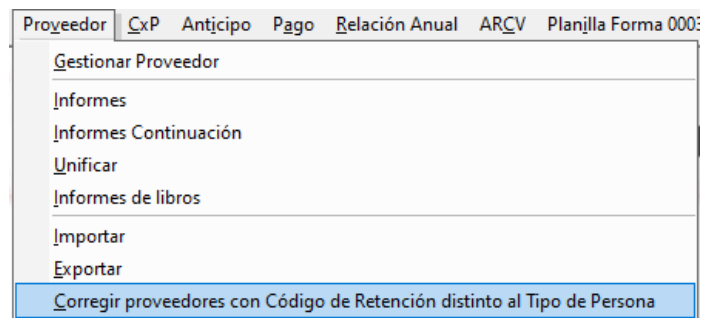 Proveedor CxP Anticipo Pago Relación Anual ARCV Planilla Forma 0003
Gestionar Proveedor
Informes
Informes Continuación
Unificar
Informes de libros
Importar
Exportar
Corregir proveedores con Código de Retención distinto al Tipo de Persona